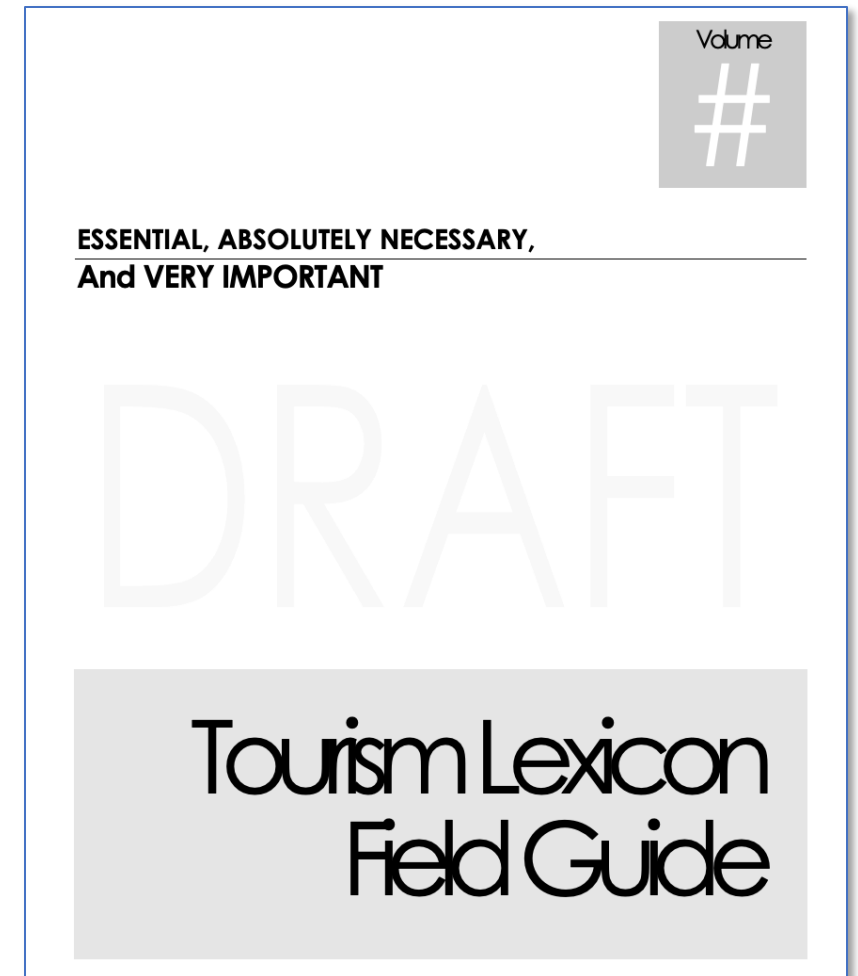 Volume
#
ESSENTIAL, ABSOLUTELY NECESSARY,
And VERY IMPORTANT
DRAFT
Tourism Lexicon
Field Guide